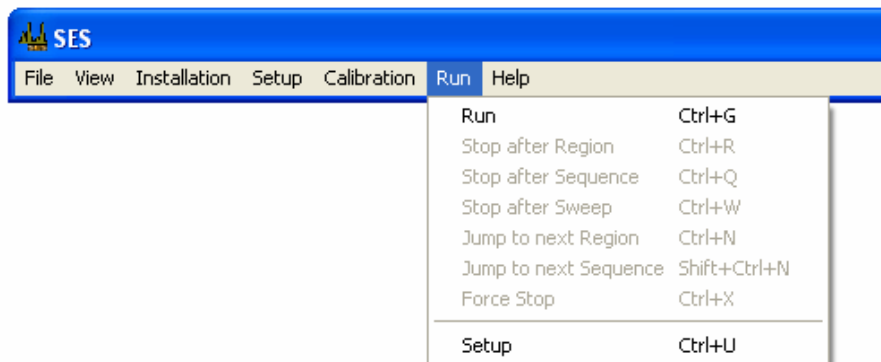 SES
File View Installation Setup Calibration Run Help
Run Ctrl+G
Stop after Region Ctrl+R
Stop after Sequence Ctrl+Q
Stop after Sweep Ctrl+W
Jump to next Region Ctrl+N
Jump to next Sequence Shift+Ctrl+N
Force Stop Ctrl+X
Setup Ctrl+U